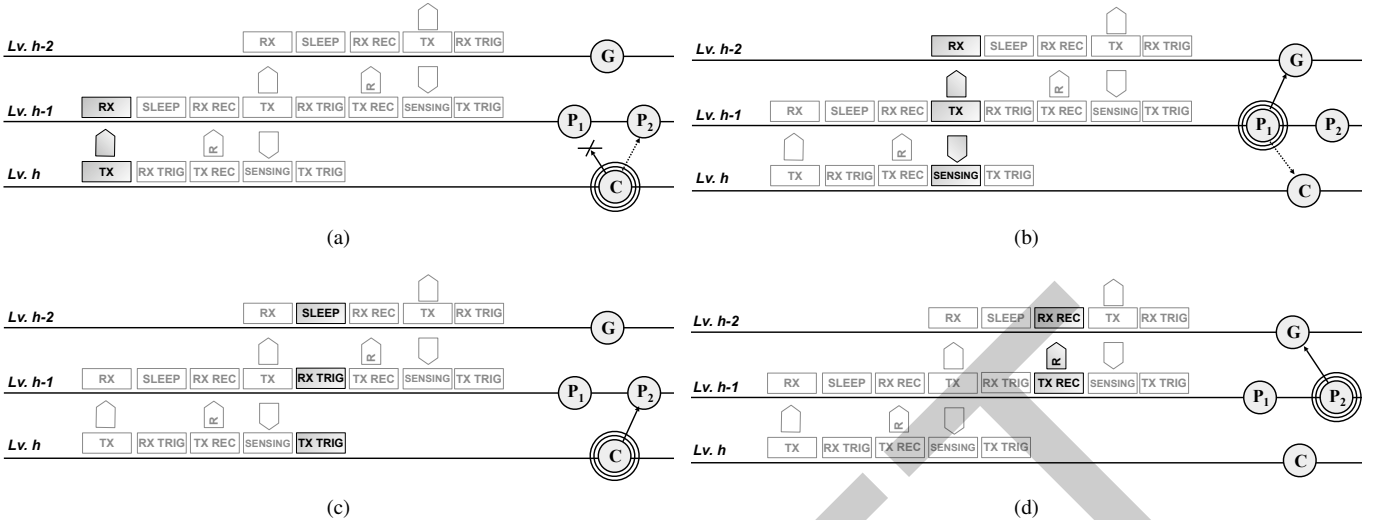 RX SLEEP RX REC TX RX TRIG
Lv. h-2
G
R
RX SLEEP RX REC TX RX TRIG TX REC SENSING TX TRIG
Lv. h-1
P1 P2
R
TX RX TRIG TX REC SENSING TX TRIG
Lv. h
C
(a)
RX SLEEP RX REC TX RX TRIG
Lv. h-2
G
R
RX SLEEP RX REC TX RX TRIG TX REC SENSING TX TRIG
Lv. h-1
P1 P2
R
TX RX TRIG TX REC SENSING TX TRIG
Lv. h
C
(b)
RX SLEEP RX REC TX RX TRIG
Lv. h-2
G
R
RX SLEEP RX REC TX RX TRIG TX REC SENSING TX TRIG
Lv. h-1
P1 P2
R
TX RX TRIG TX REC SENSING TX TRIG
Lv. h
C
(c)
RX SLEEP RX REC TX RX TRIG
Lv. h-2
G
R
RX SLEEP RX REC TX RX TRIG TX REC SENSING TX TRIG
Lv. h-1
P1 P2
R
TX RX TRIG TX REC SENSING TX TRIG
Lv. h
C
(d)